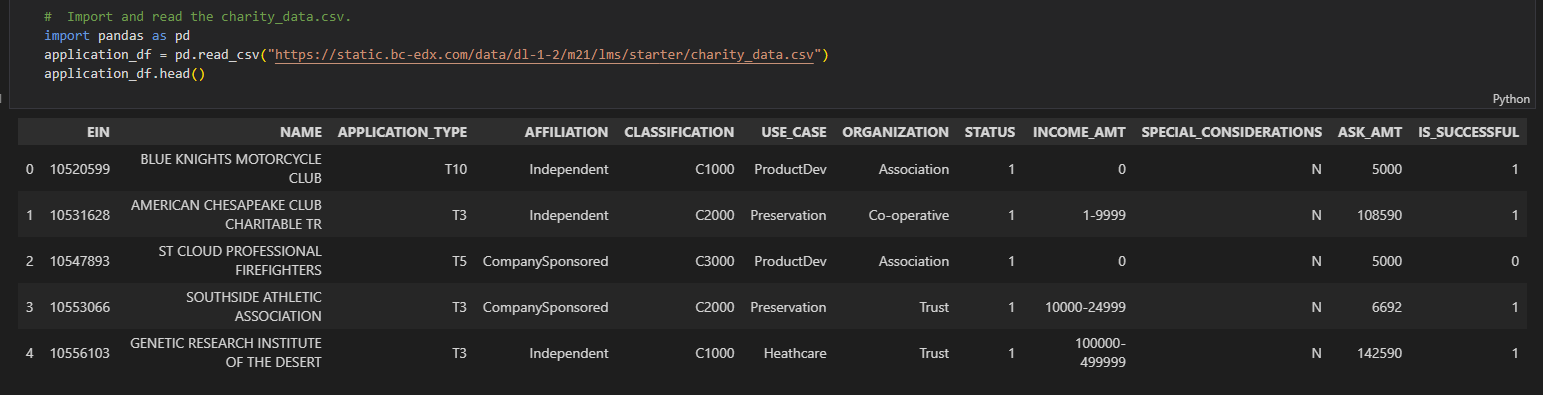 # Import and read the charity_data.csv.
import pandas as pd
application_df = pd.read_csv("https://static.bc-edx.com/data/dl-1-2/m21/lms/starter/charity_data.csv")
application_df.head()
Python
EIN NAME APPLICATION_TYPE AFFILIATION CLASSIFICATION USE_CASE ORGANIZATION STATUS INCOME_AMT SPECIAL_CONSIDERATIONS ASK_AMT IS_SUCCESSFUL
0 10520599 BLUE KNIGHTS MOTORCYCLE CLUB T10 Independent C1000 ProductDev Association 1 0 N 5000 1
1 10531628 AMERICAN CHESAPEAKE CLUB CHARITABLE TR T3 Independent C2000 Preservation Co-operative 1 1-9999 N 108590 1
2 10547893 ST CLOUD PROFESSIONAL FIREFIGHTERS T5 CompanySponsored C3000 ProductDev Association 1 0 N 5000 0
3 10553066 SOUTHSIDE ATHLETIC ASSOCIATION T3 CompanySponsored C2000 Preservation Trust 1 10000-24999 N 6692 1
4 10556103 GENETIC RESEARCH INSTITUTE OF THE DESERT T3 Independent C1000 Heathcare Trust 1 100000-499999 N 142590 1